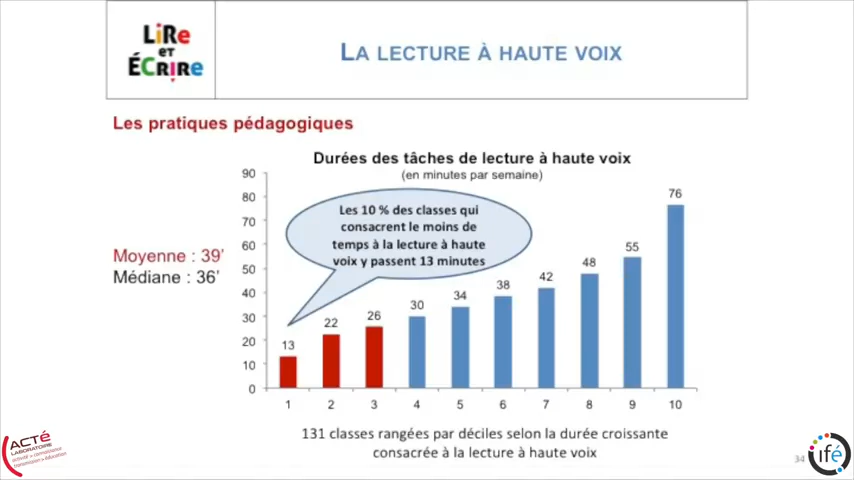 LiRe
ET
ÉCRIRe
LA LECTURE À HAUTE VOIX
Les pratiques pédagogiques
Durées des tâches de lecture à haute voix
(en minutes par semaine)
Les 10 % des classes qui
consacrent le moins de
temps à la lecture à haute
voix y passent 13 minutes
Moyenne : 39’
Médiane : 36’
90
80
70
60
50
40
30
20
10
0
13
22
26
30
34
38
42
48
55
76
1 2 3 4 5 6 7 8 9 10
131 classes rangées par déciles selon la durée croissante
consacrée à la lecture à haute voix
ACTé
LABORATOIRE
activité > connaissance
transmission > éducation
34
ifé